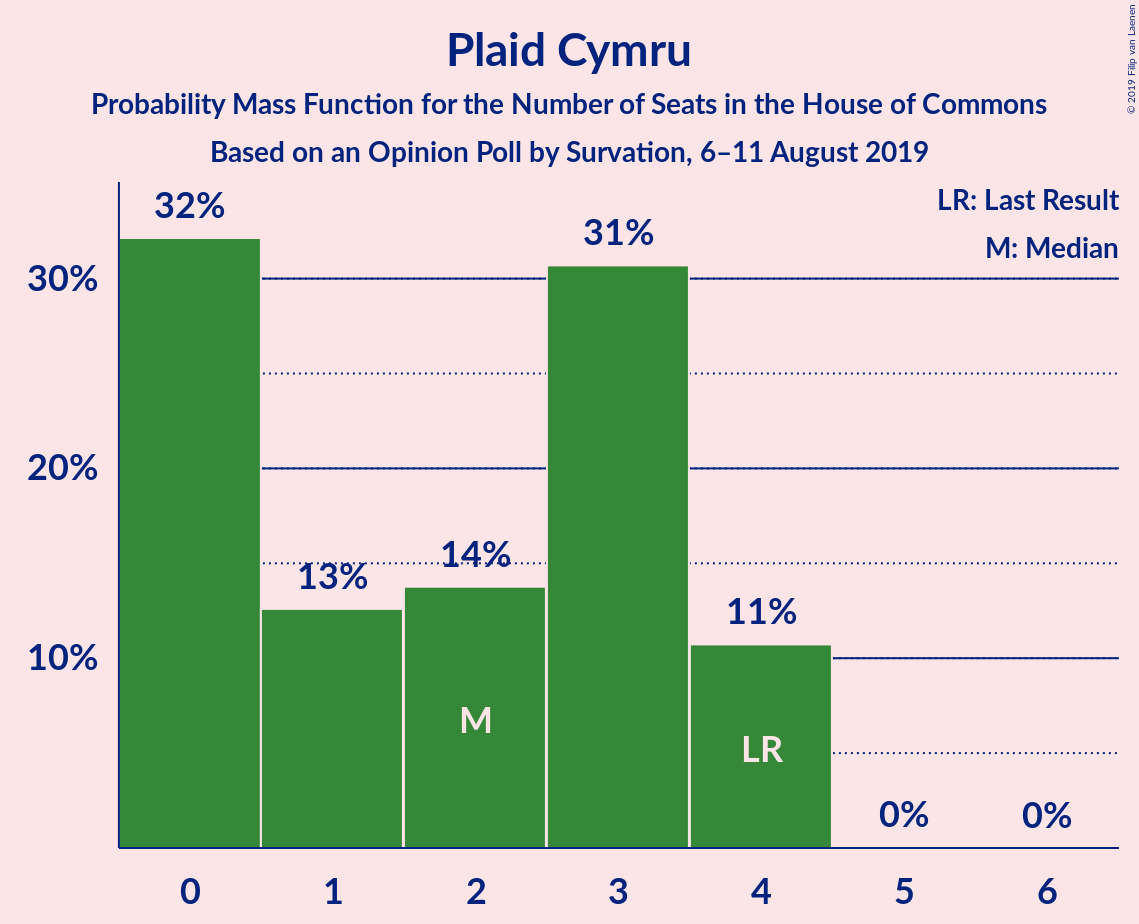 Plaid Cymru
Probability Mass Function for the Number of Seats in the House of Commons
Based on an Opinion Poll by Survation, 6–11 August 2019
© 2019 Filip van Laenen
LR: Last Result
M: Median
32%
31%
30%
20%
14%
13%
11%
10%
M
LR
0%
0%
0
1
2
3
4
5
6